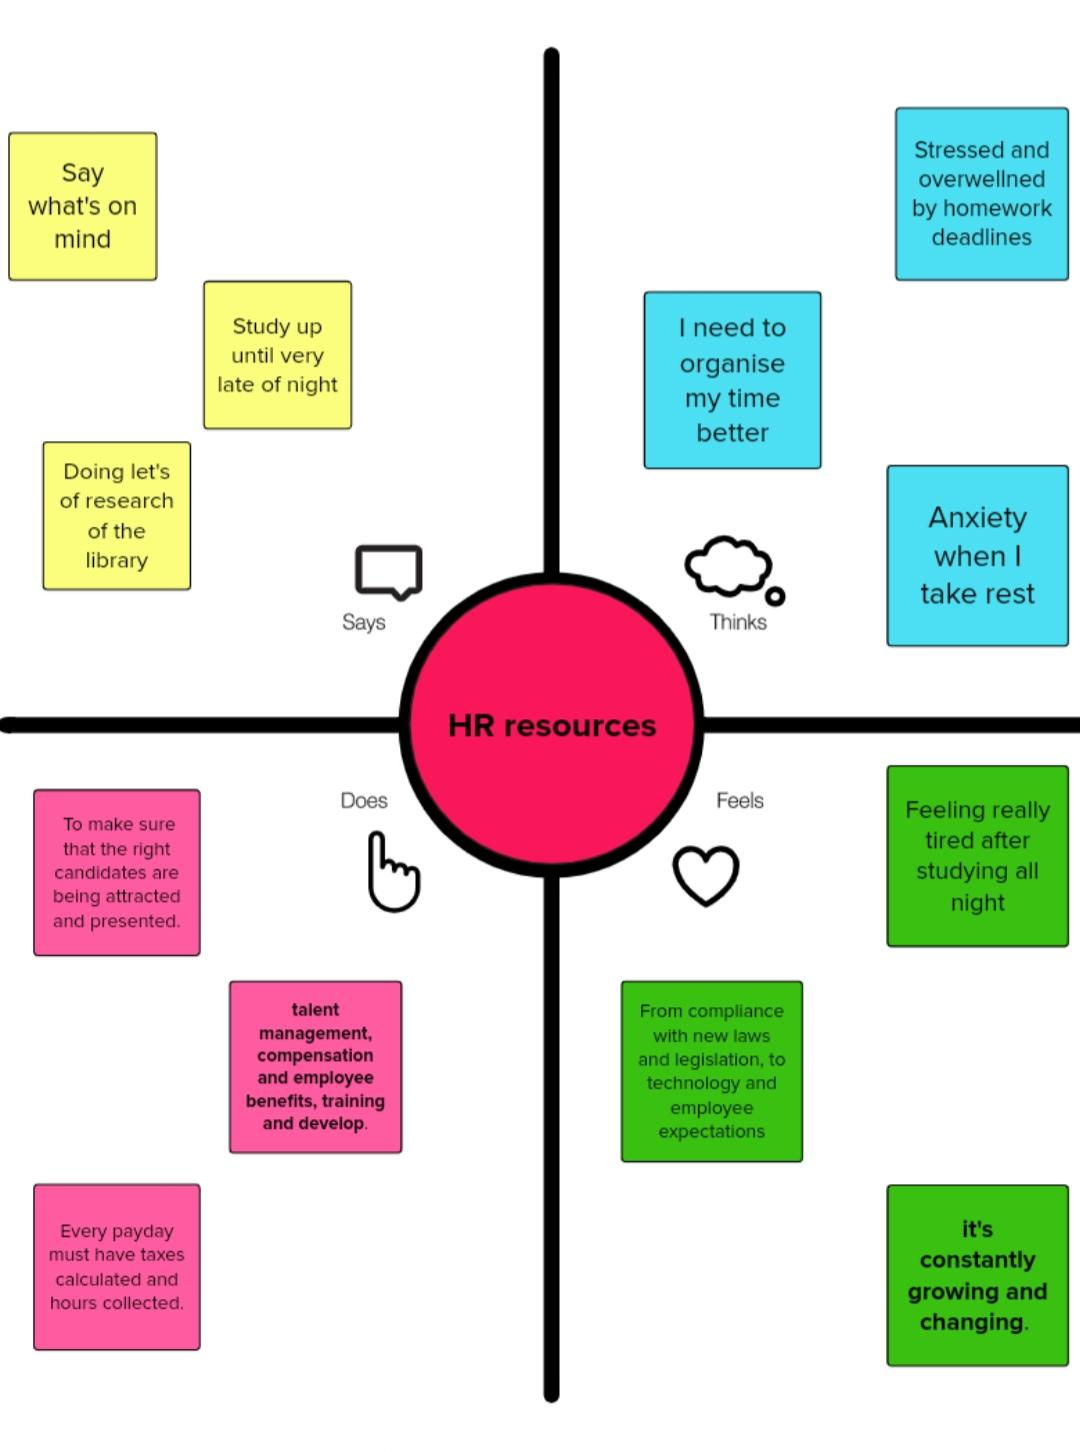 Say
what's on
mind
Study up
until very
late of night
Doing let's
of research
of the
library
Says
Stressed and
overwellned
by homework
deadlines
I need to
organise
my time
better
Anxiety
when I
take rest
Thinks
HR resources
Does
To make sure
that the right
candidates are
being attracted
and presented.
talent
management,
compensation
and employee
benefits, training
and develop.
Every payday
must have taxes
calculated and
hours collected.
Feels
Feeling really
tired after
studying all
night
From compliance
with new laws
and legislation, to
technology and
employee
expectations
it's
constantly
growing and
changing.